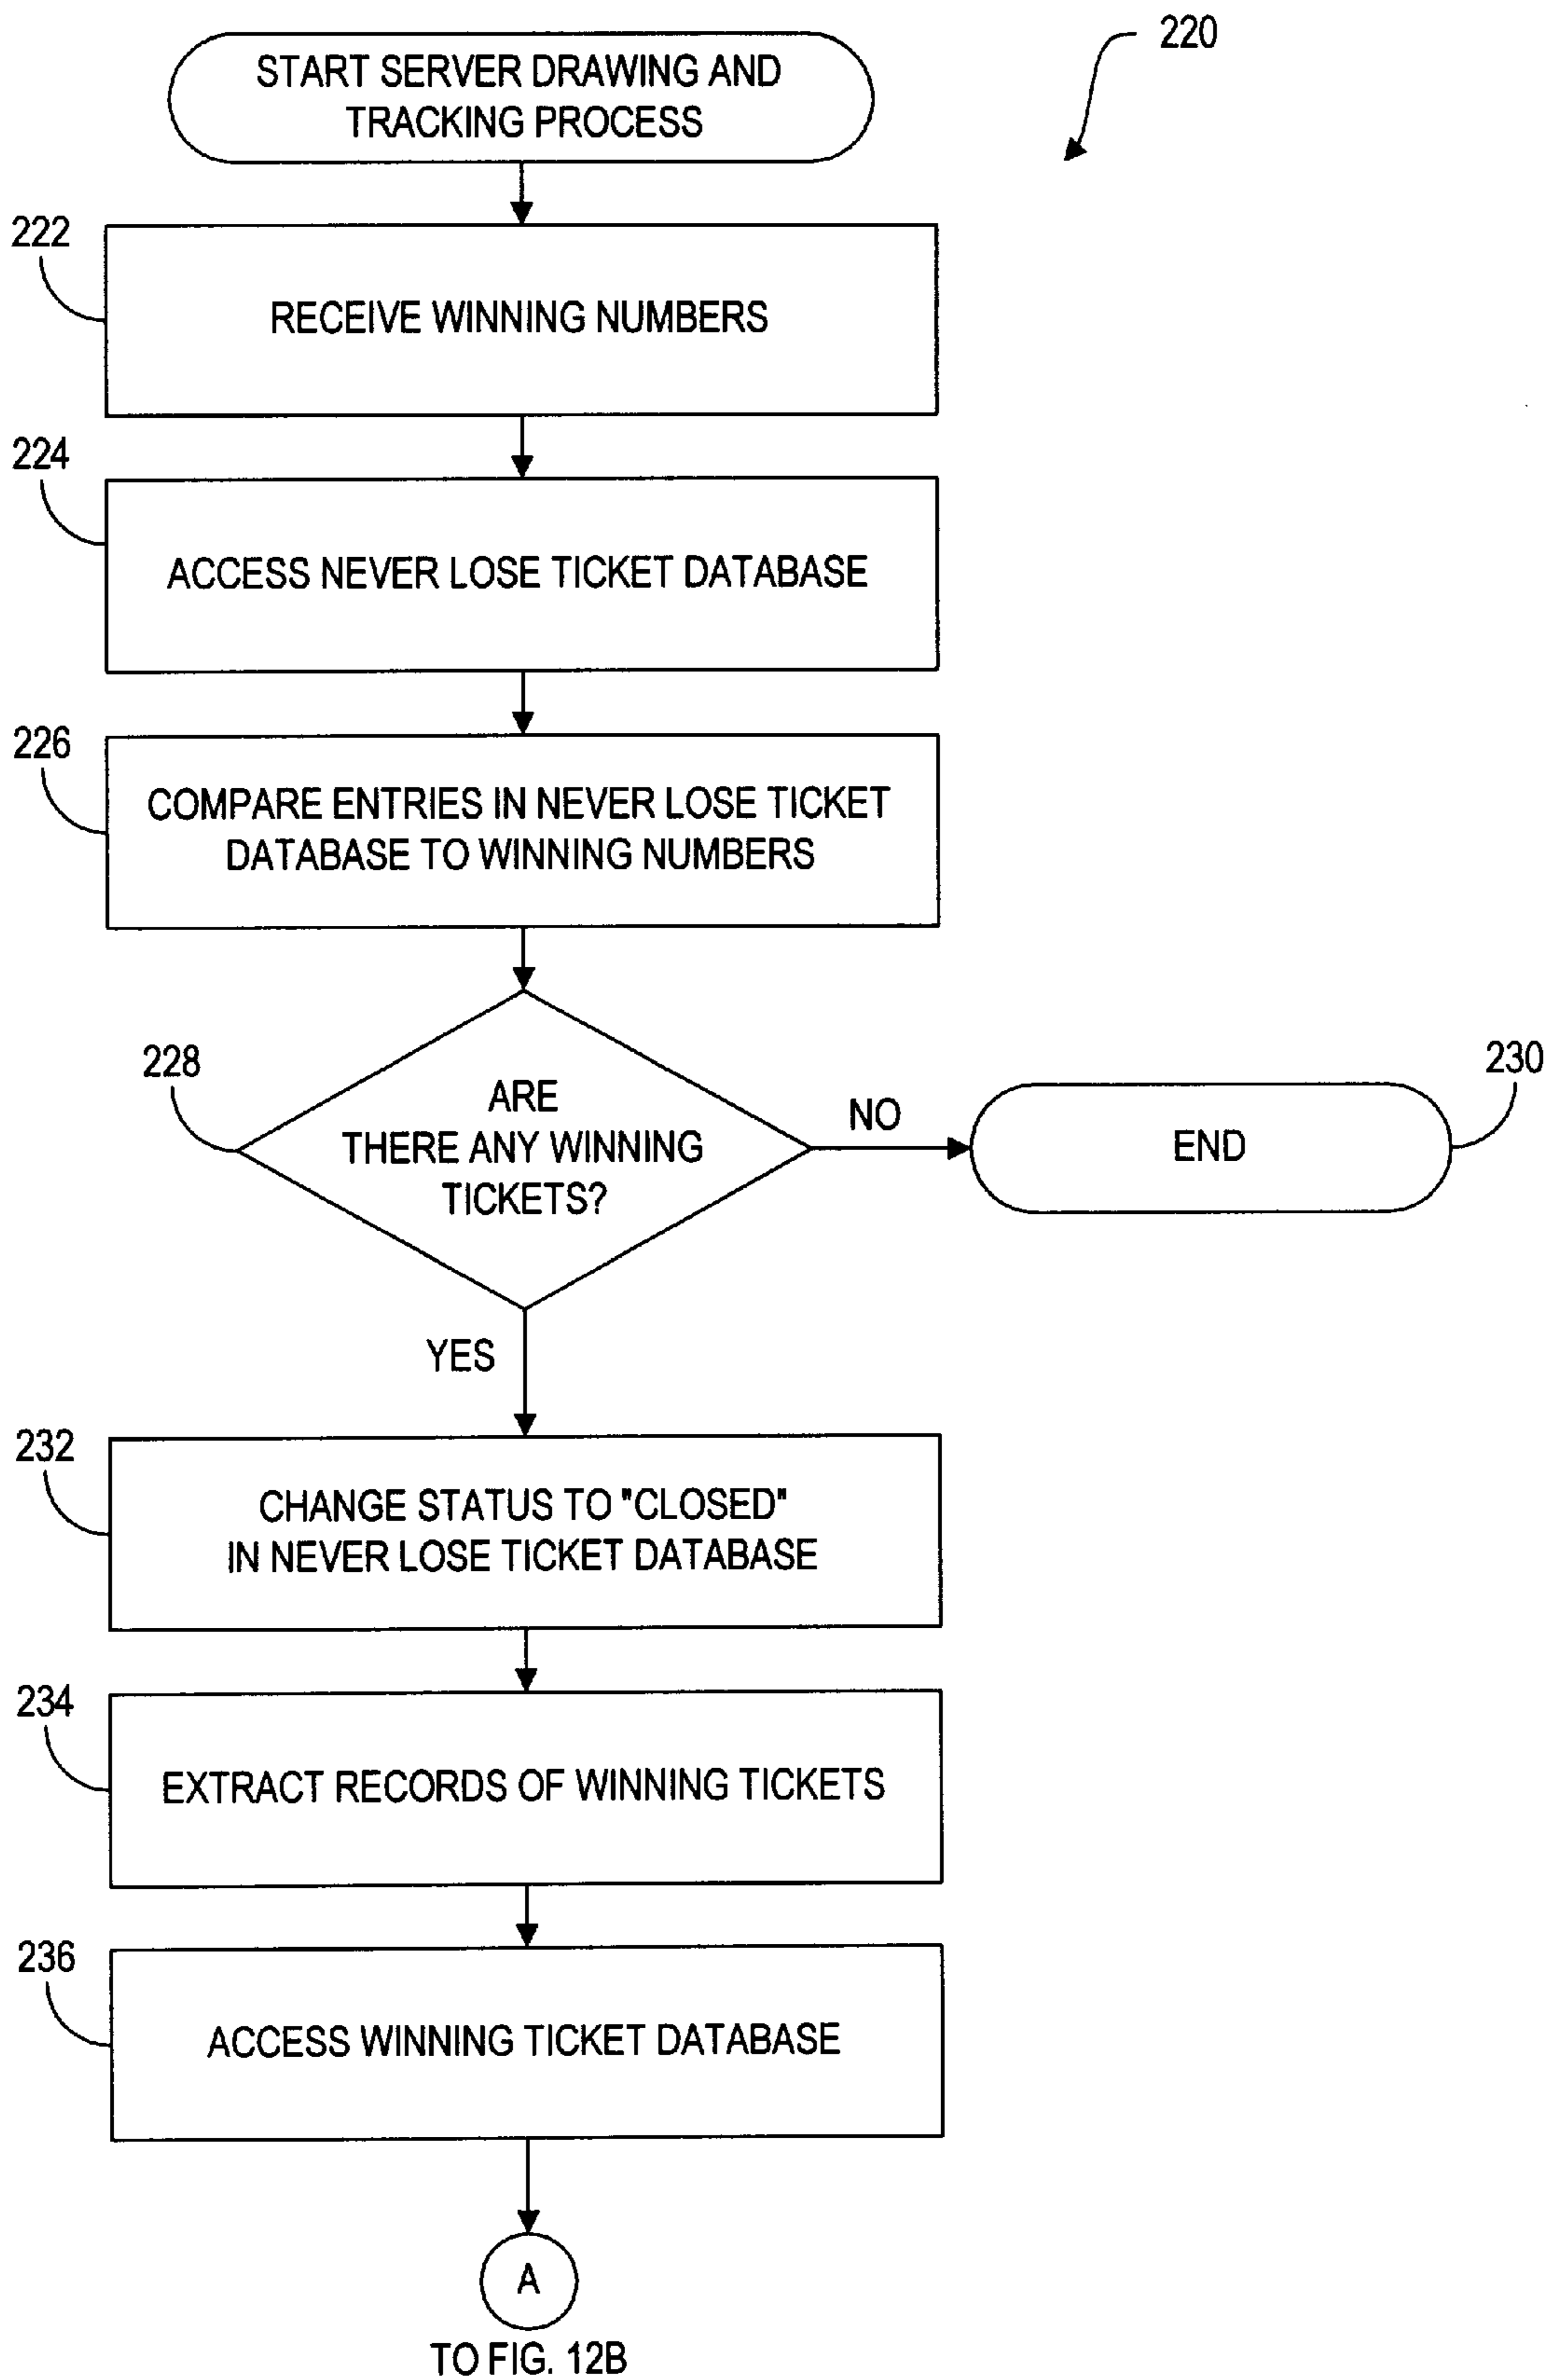 220
START SERVER DRAWING AND
TRACKING PROCESS
222
RECEIVE WINNING NUMBERS
224
ACCESS NEVER LOSE TICKET DATABASE
226
COMPARE ENTRIES IN NEVER LOSE TICKET
DATABASE TO WINNING NUMBERS
228
ARE
THERE ANY WINNING
TICKETS?
NO
END
230
YES
232
CHANGE STATUS TO "CLOSED"
IN NEVER LOSE TICKET DATABASE
234
EXTRACT RECORDS OF WINNING TICKETS
236
ACCESS WINNING TICKET DATABASE
A
TO FIG. 12B